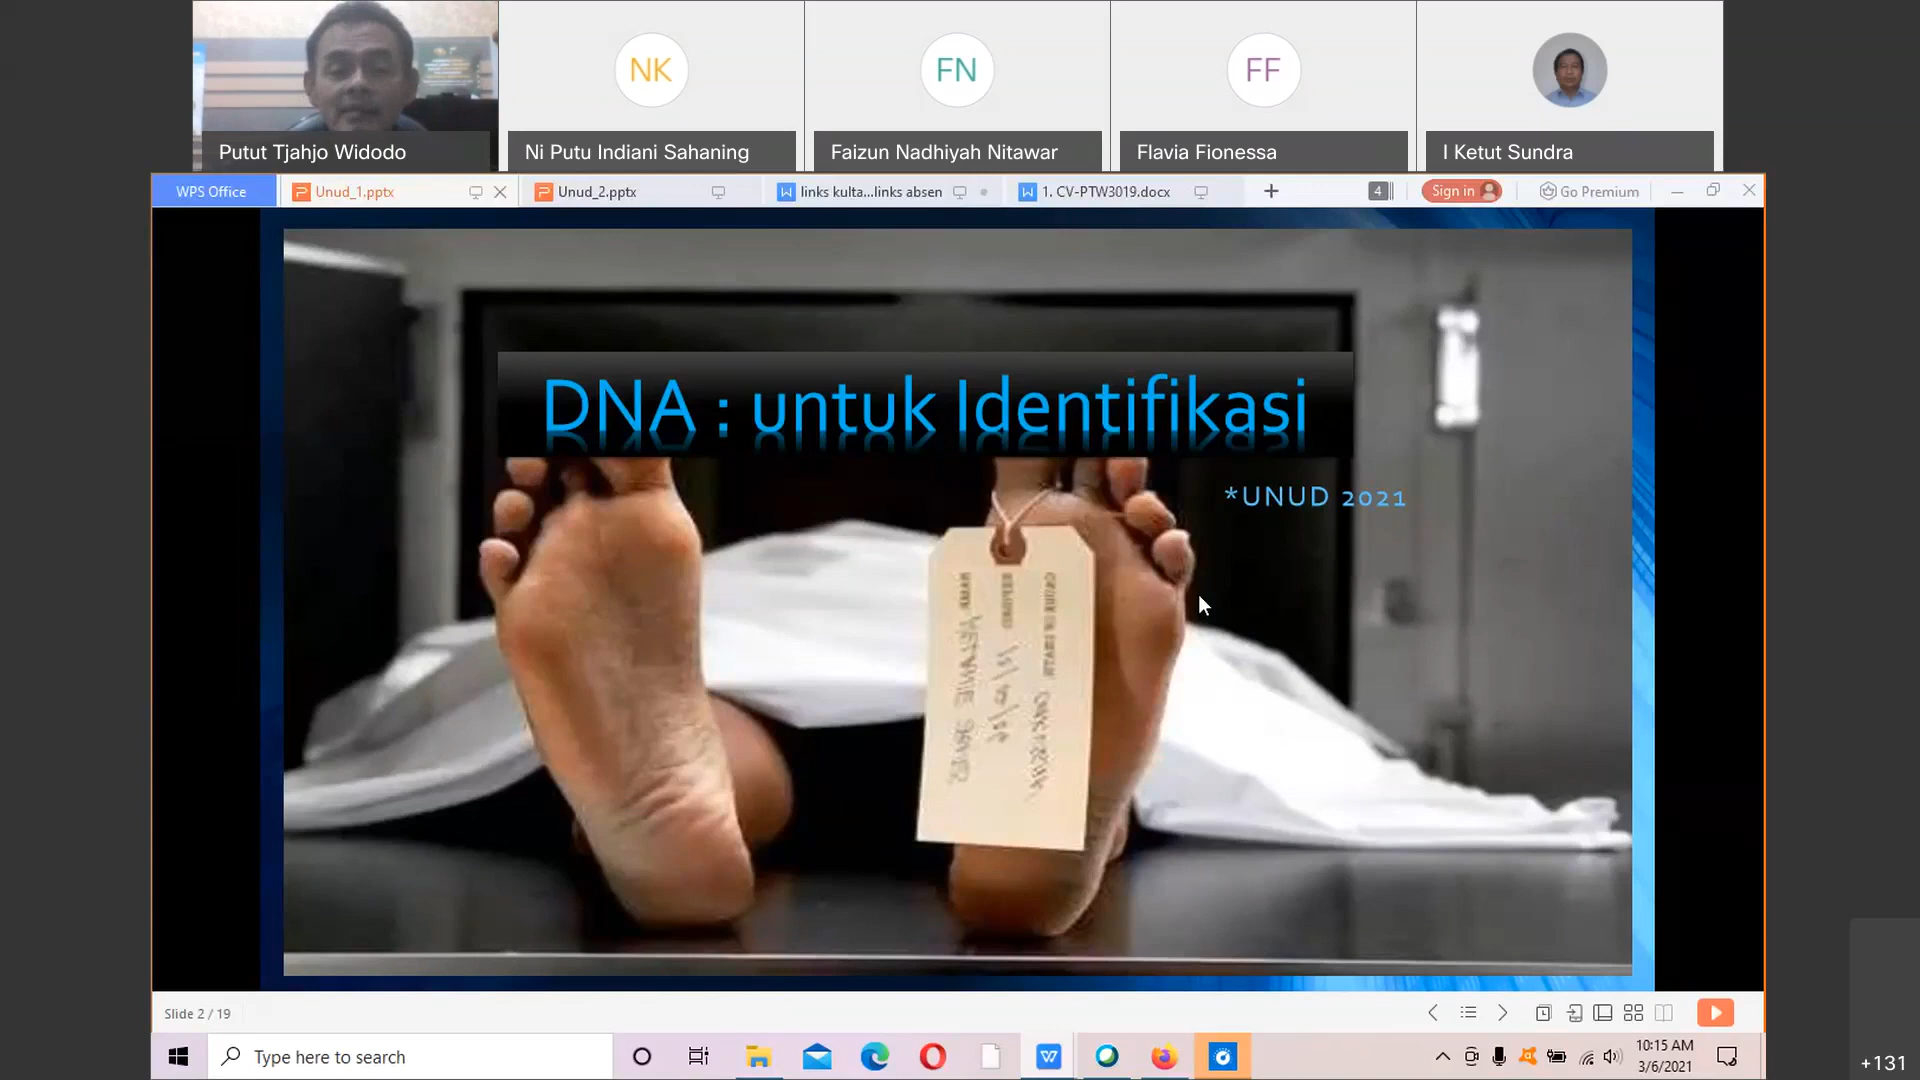 NK
FN
FF
Putut Tjahjo Widodo
Ni Putu Indiani Sahaning
Faizun Nadhiyah Nitawar
Flavia Fionessa
I Ketut Sundra
WPS Office
Unud_1.pptx
Unud_2.pptx
links kulta...links absen
1. CV-PTW3019.docx
4
Sign in
Go Premium
DNA : untuk Identifikasi
*UNUD 2021
Slide 2 / 19
Type here to search
10:15 AM
3/6/2021
+131